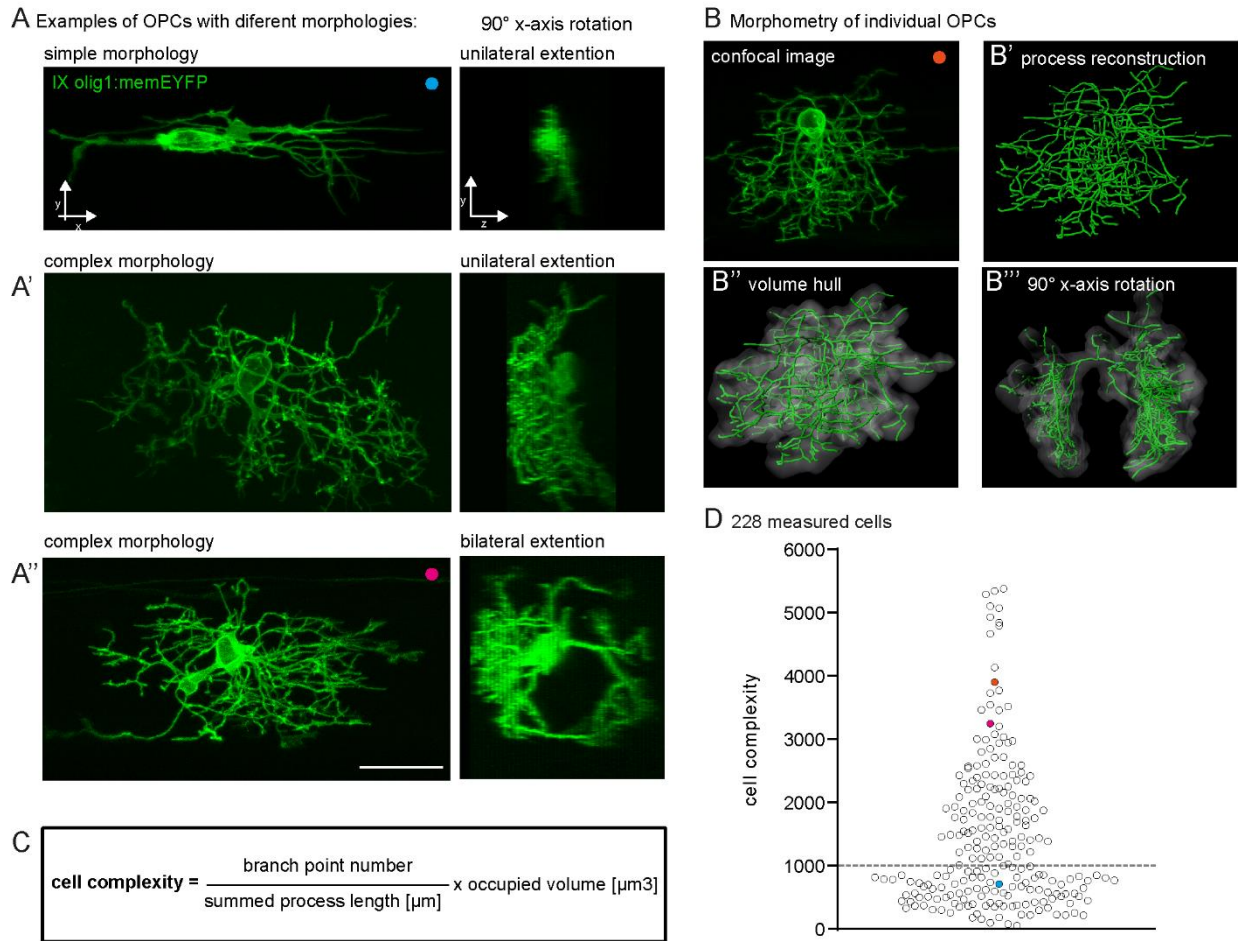 A Examples of OPCs with diferent morphologies:
90° x-axis rotation
simple morphology
unilateral extention
IX olig1:memEYFP
y
x
y
z
A'
complex morphology
unilateral extention
A''
complex morphology
bilateral extention
B Morphometry of individual OPCs
confocal image
B' process reconstruction
B'' volume hull
B''' 90° x-axis rotation
C
cell complexity = branch point number
summed process length [µm]
x occupied volume [µm3]
D 228 measured cells
cell complexity
6000
5000
4000
3000
2000
1000
0